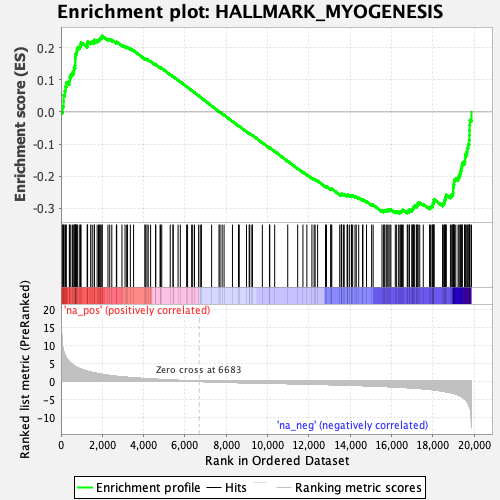 Enrichment plot: HALLMARK_MYOGENESIS
Enrichment score (ES)
0.2
0.1
0.0
-0.1
-0.2
-0.3
Ranked list metric (PreRanked)
'na_pos' (positively correlated)
20
15
10
5
0
-5
-10
Zero cross at 6683
'na_neg' (negatively correlated)
0
2,000
4,000
6,000
8,000
10,000
12,000
14,000
16,000
18,000
20,000
Rank in Ordered Dataset
Enrichment profile
Hits
Ranking metric scores